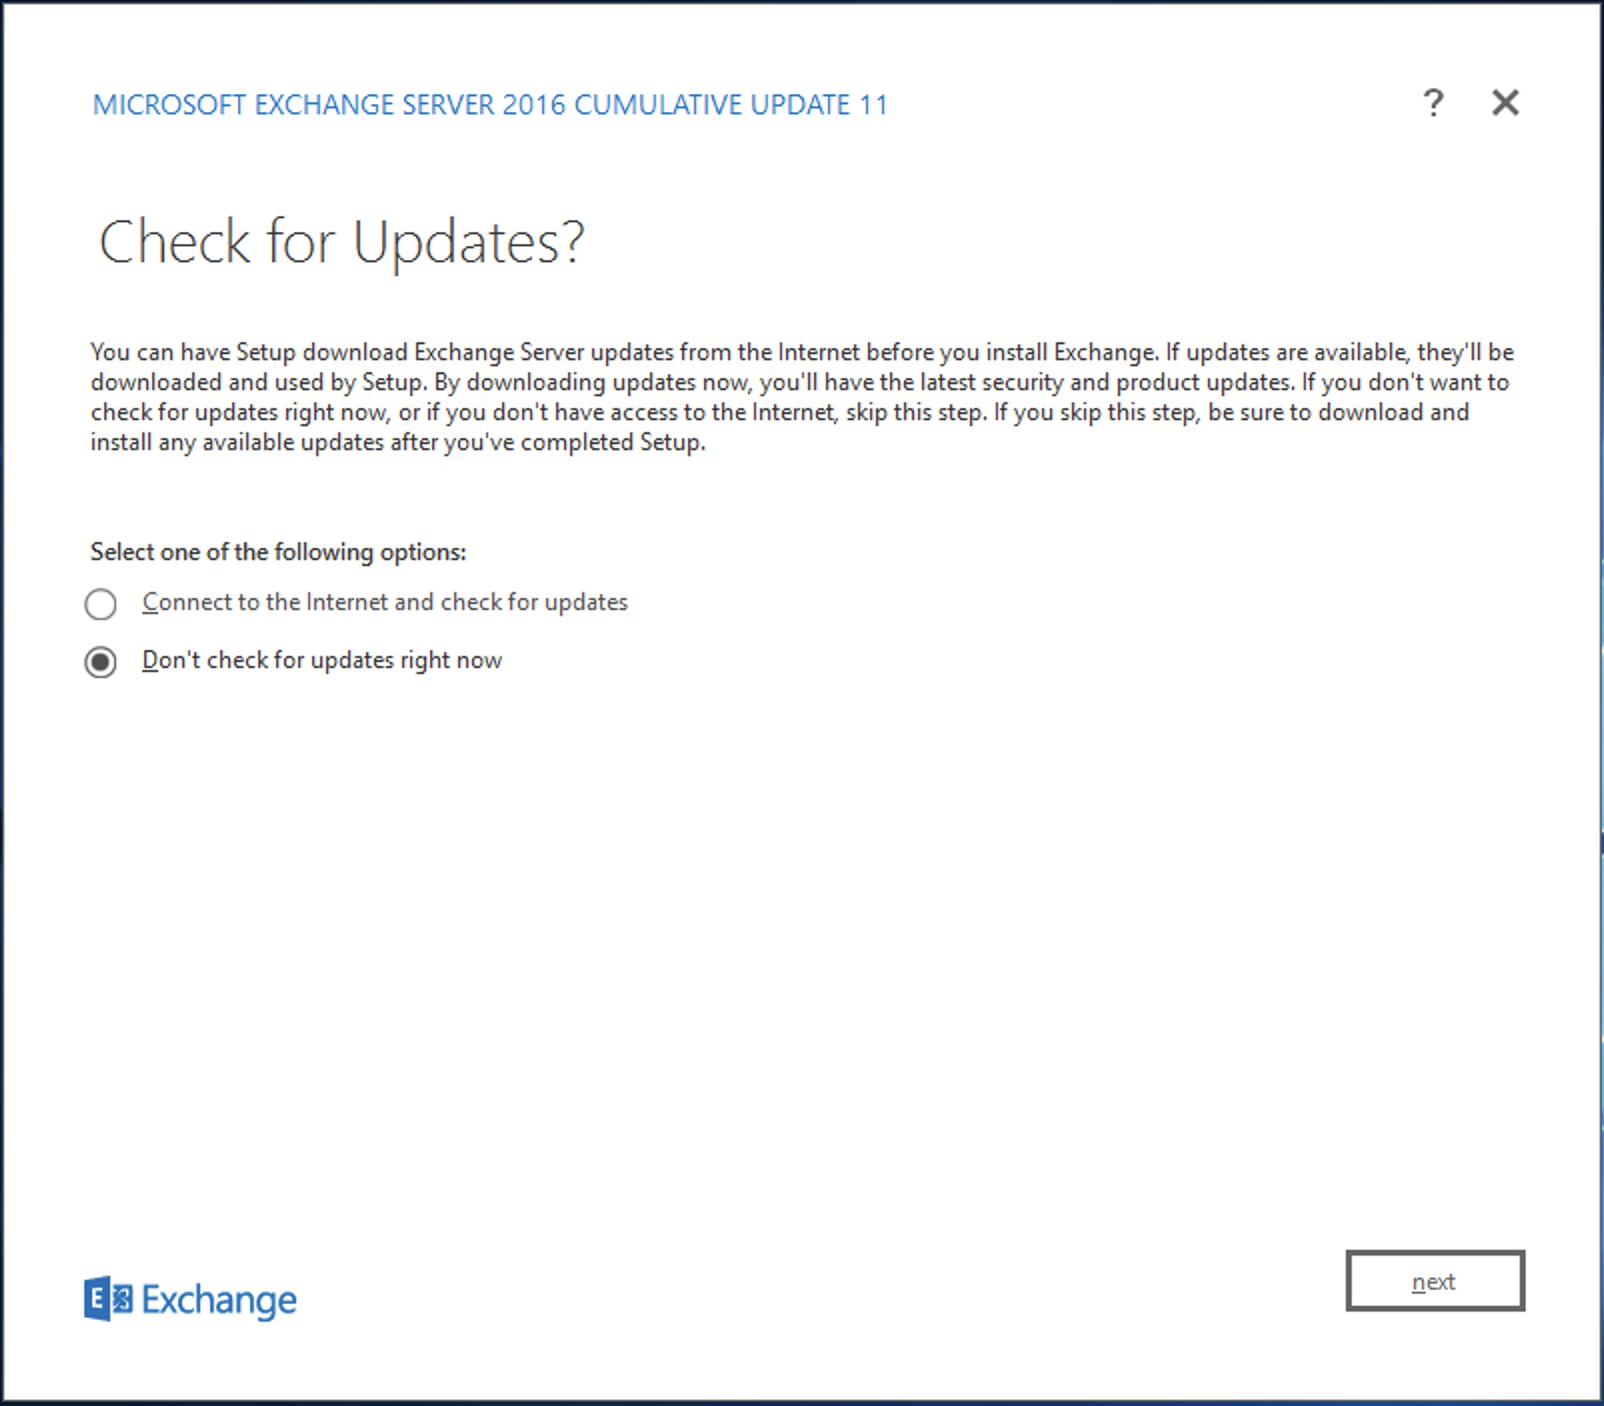 MICROSOFT EXCHANGE SERVER 2016 CUMULATIVE UPDATE 11
?
Check for Updates?
You can have Setup download Exchange Server updates from the Internet before you install Exchange. If updates are available, they'll be
downloaded and used by Setup. By downloading updates now, you'll have the latest security and product updates. If you don't want to
check for updates right now, or if you don't have access to the Internet, skip this step. If you skip this step, be sure to download and
install any available updates after you've completed Setup.
Select one of the following options:
Connect to the Internet and check for updates
Don't check for updates right now
E Exchange
next